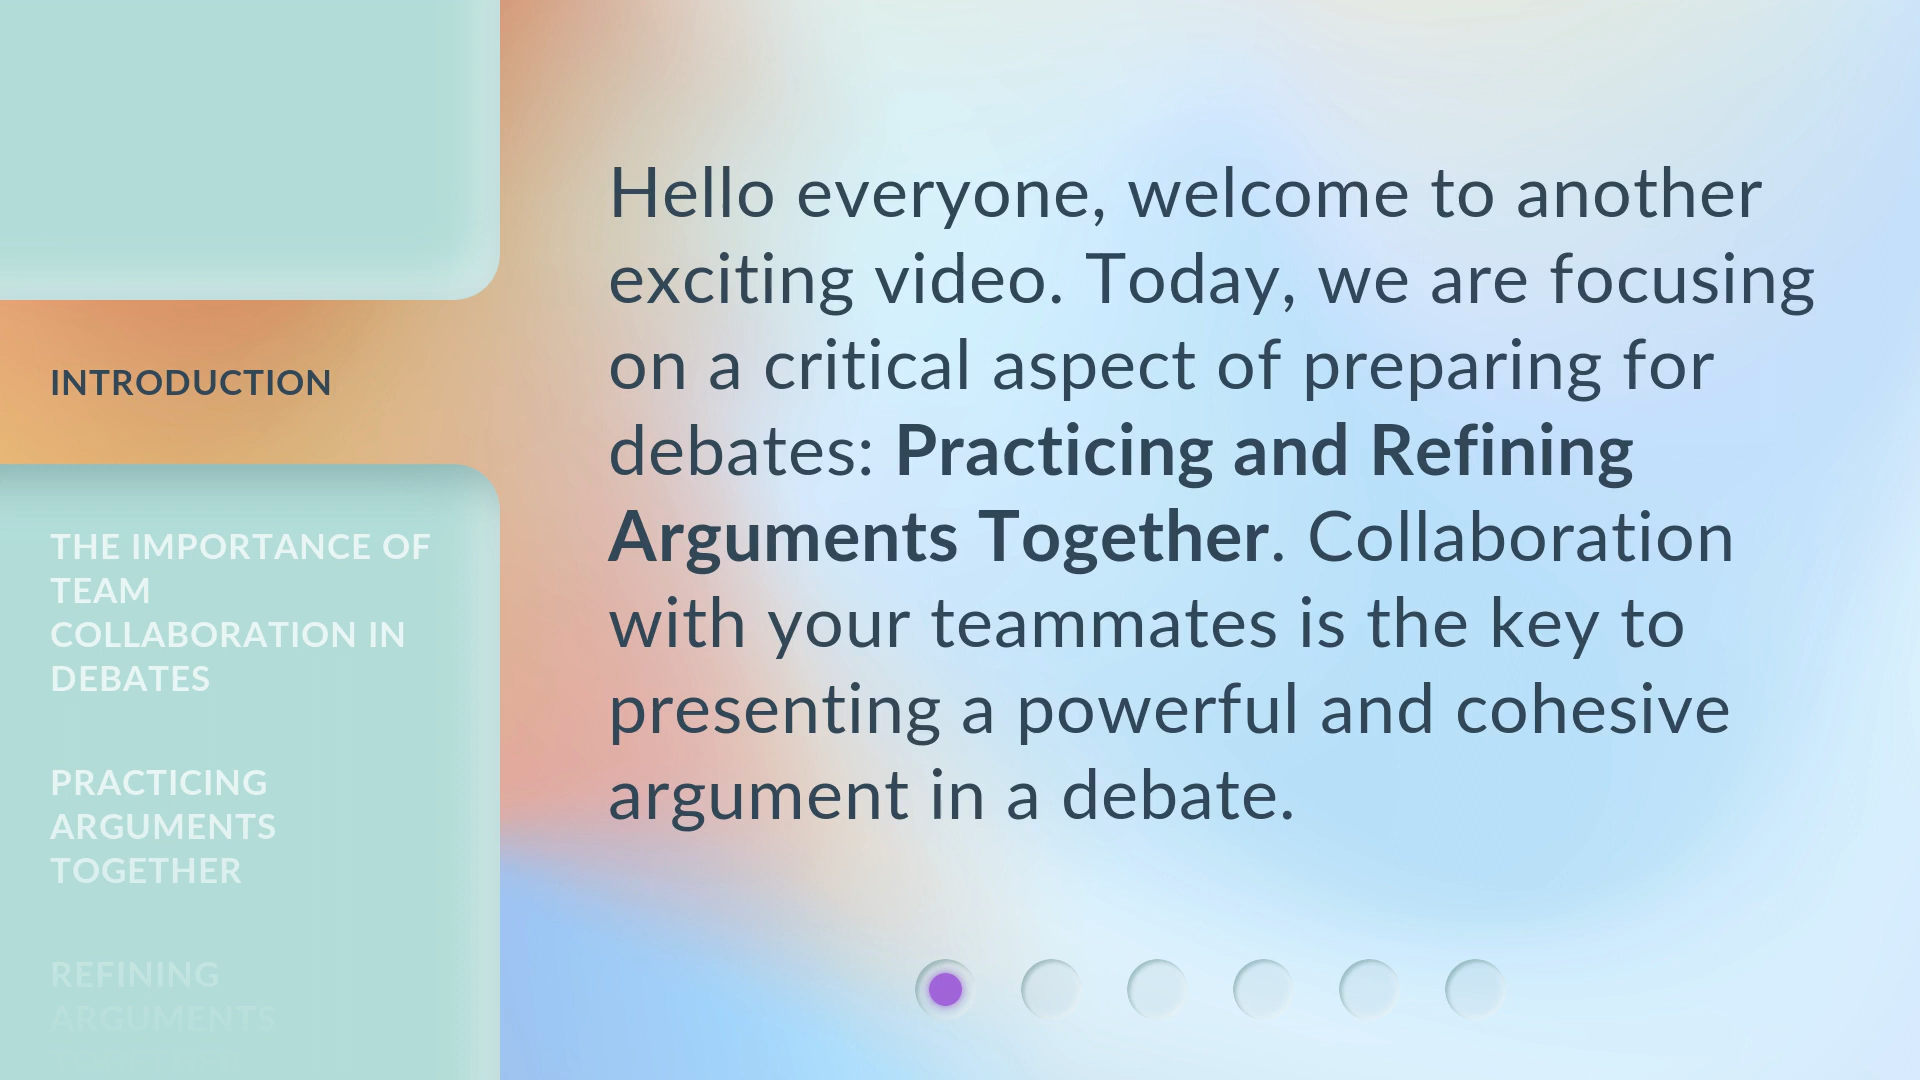 INTRODUCTION
THE IMPORTANCE OF
TEAM
COLLABORATION IN
DEBATES
PRACTICING
ARGUMENTS
TOGETHER
REFINING
ARGUMENTS
TOGETHER
Hello everyone, welcome to another
exciting video. Today, we are focusing
on a critical aspect of preparing for
debates: Practicing and Refining
Arguments Together. Collaboration
with your teammates is the key to
presenting a powerful and cohesive
argument in a debate.